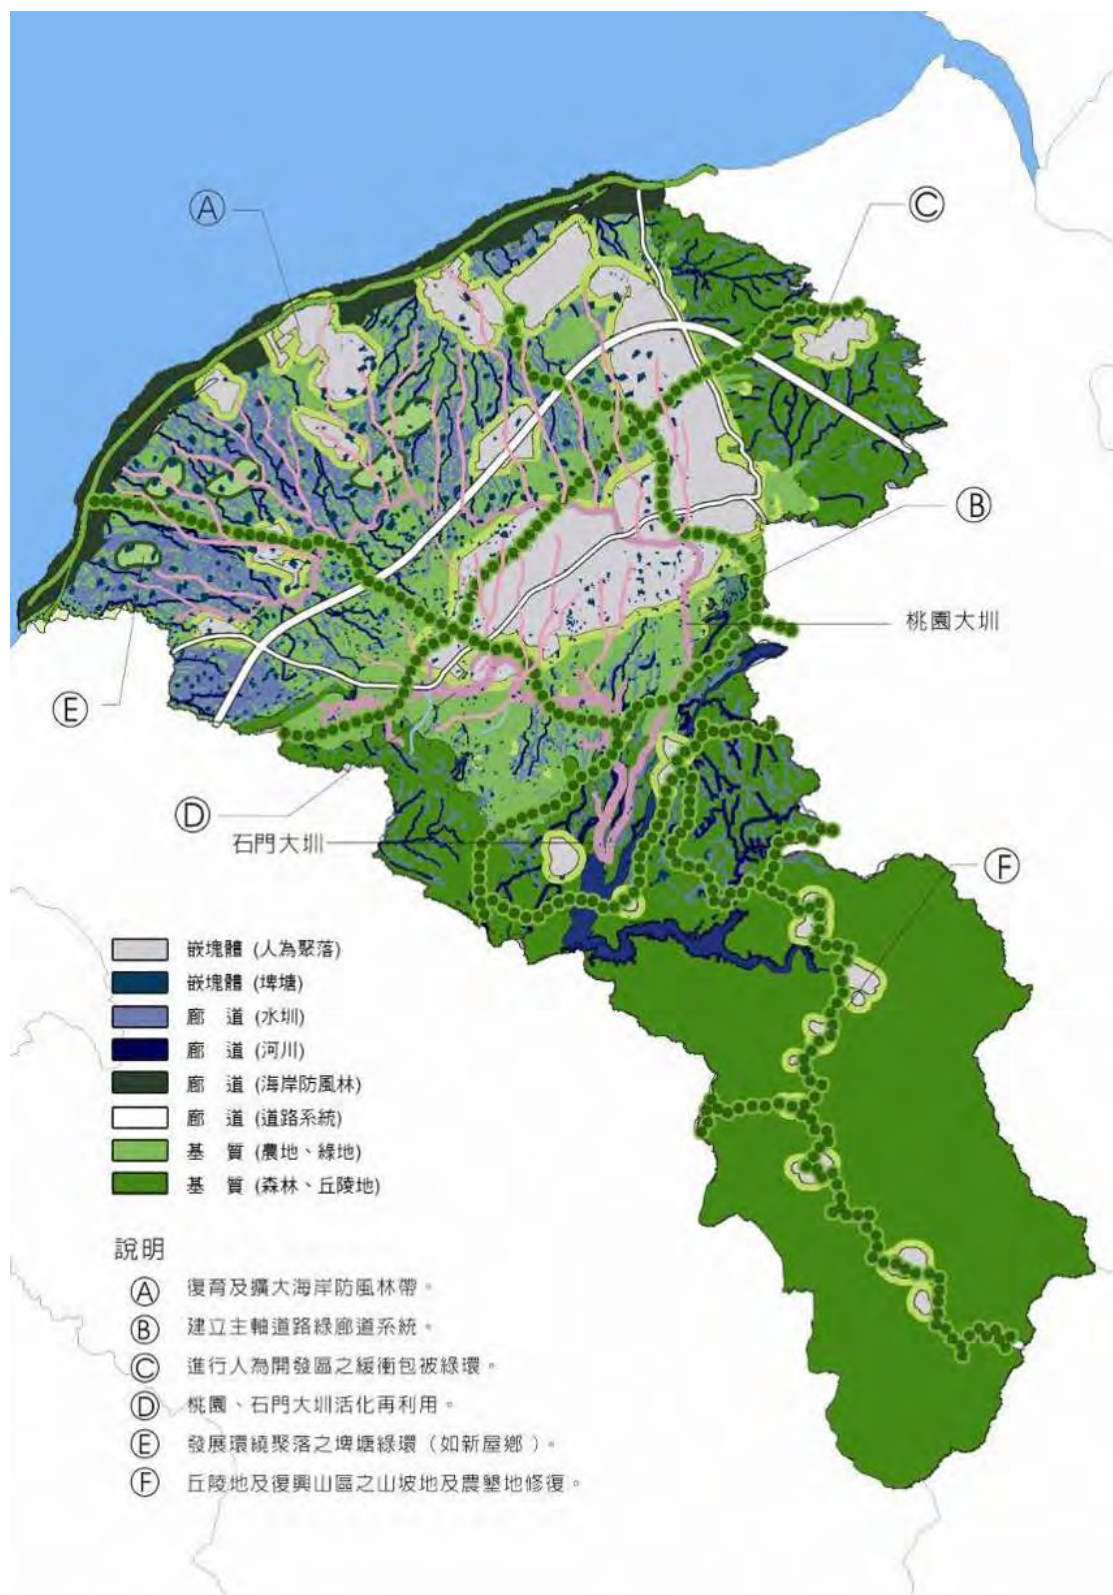 Ⓐ
Ⓒ
Ⓑ
桃園大圳
Ⓔ
Ⓓ
石門大圳
Ⓕ
嵌塊體 (人為聚落)
嵌塊體 (埤塘)
廊 道 (水圳)
廊 道 (河川)
廊 道 (海岸防風林)
廊 道 (道路系統)
基 質 (農地、綠地)
基 質 (森林、丘陵地)
說明
Ⓐ 復育及擴大海岸防風林帶。
Ⓑ 建立主軸道路綠廊道系統。
Ⓒ 進行人為開發區之緩衝包被綠環。
Ⓓ 桃園、石門大圳活化再利用。
Ⓔ 發展環繞聚落之埤塘綠環（如新屋鄉）。
Ⓕ 丘陵地及復興山區之山坡地及農墾地修復。